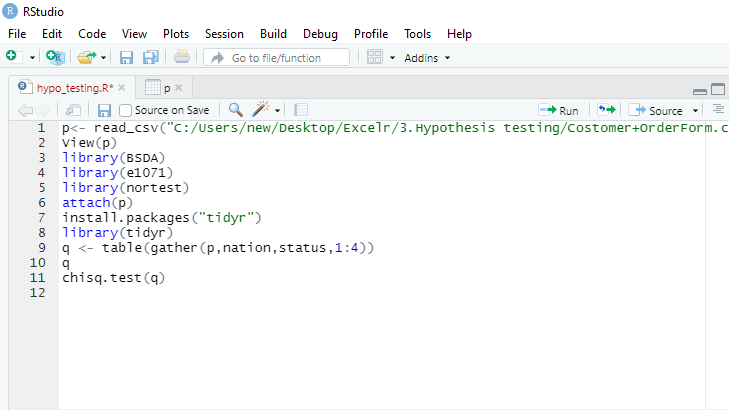 RStudio
File Edit Code View Plots Session Build Debug Profile Tools Help
Go to file/function Addins
hypo_testing.R* p
Source on Save Run Source
1 p<- read_csv("C:/Users/new/Desktop/Excelr/3.Hypothesis testing/Costomer+OrderForm.c
2 View(p)
3 library(BSDA)
4 library(e1071)
5 library(nortest)
6 attach(p)
7 install.packages("tidyr")
8 library(tidyr)
9 q <- table(gather(p,nation,status,1:4))
10 q
11 chisq.test(q)
12